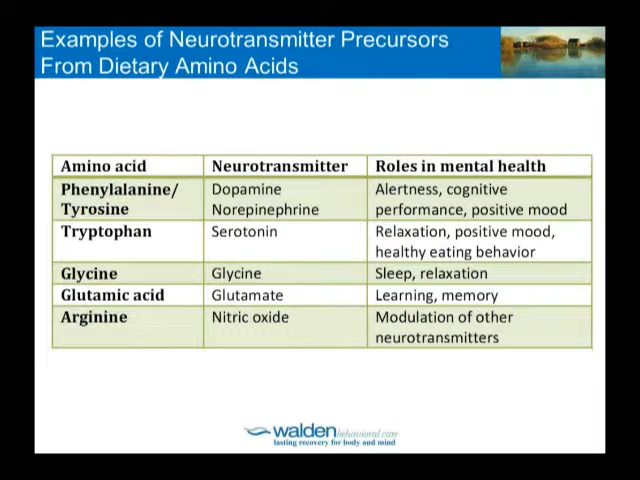 Examples of Neurotransmitter Precursors
From Dietary Amino Acids
Amino acid Neurotransmitter Roles in mental health
Phenylalanine/ Dopamine Alertness, cognitive
Tyrosine Norepinephrine performance, positive mood
Tryptophan Serotonin Relaxation, positive mood,
healthy eating behavior
Glycine Glycine Sleep, relaxation
Glutamic acid Glutamate Learning, memory
Arginine Nitric oxide Modulation of other
neurotransmitters
walden behavioral care
lasting recovery for body and mind